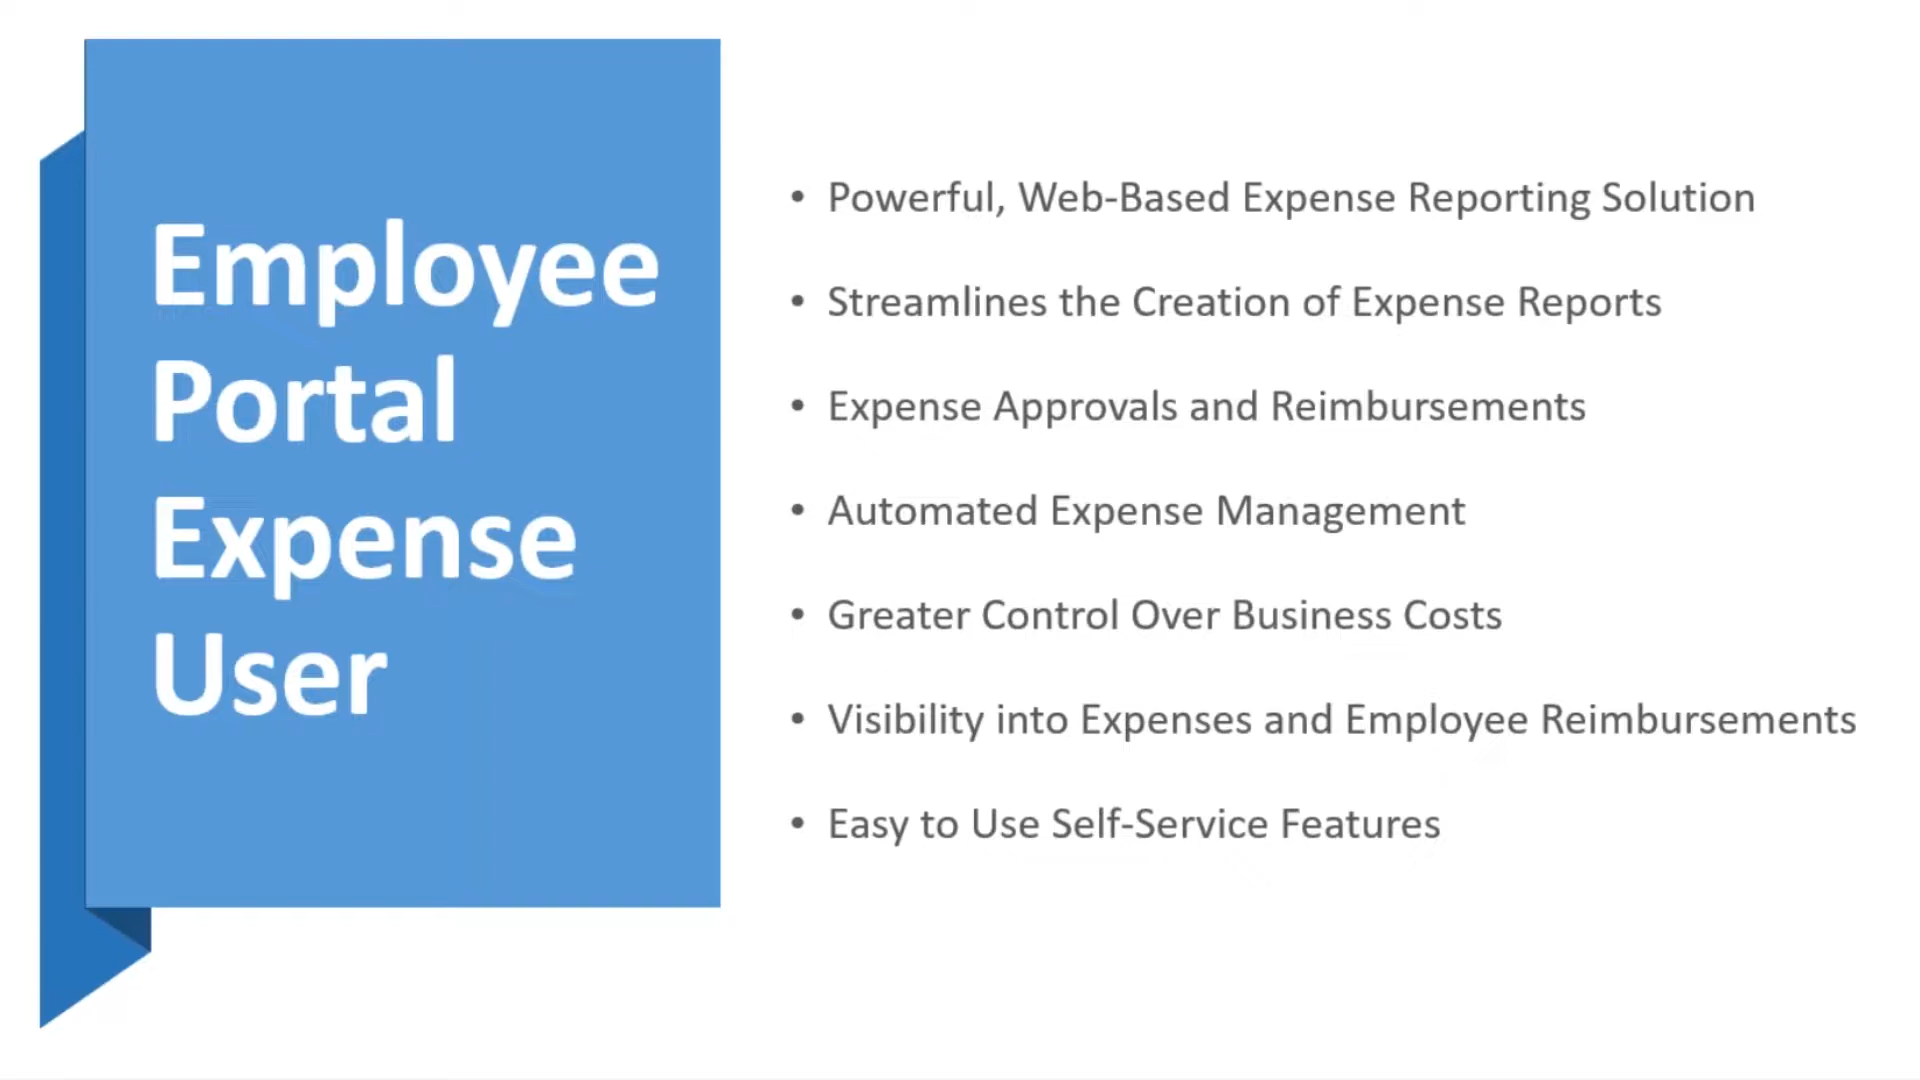 Employee
Portal
Expense
User
• Powerful, Web-Based Expense Reporting Solution
• Streamlines the Creation of Expense Reports
• Expense Approvals and Reimbursements
• Automated Expense Management
• Greater Control Over Business Costs
• Visibility into Expenses and Employee Reimbursements
• Easy to Use Self-Service Features